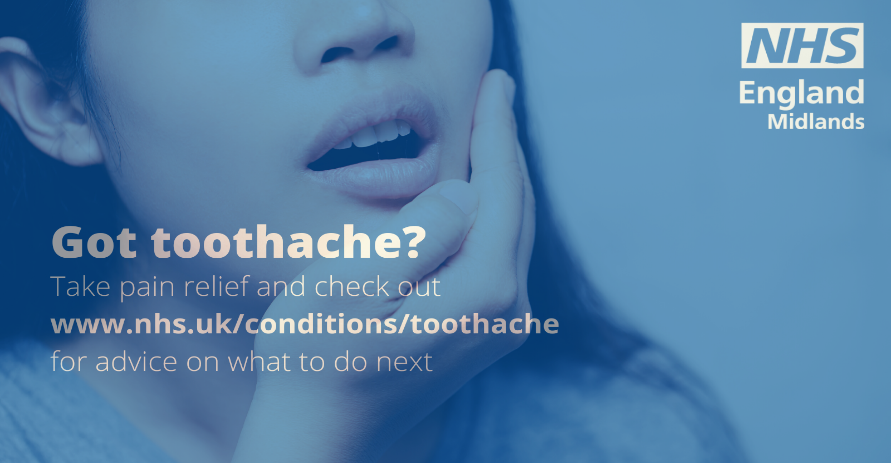 NHS
England
Midlands
Got toothache?
Take pain relief and check out
www.nhs.uk/conditions/toothache
for advice on what to do next